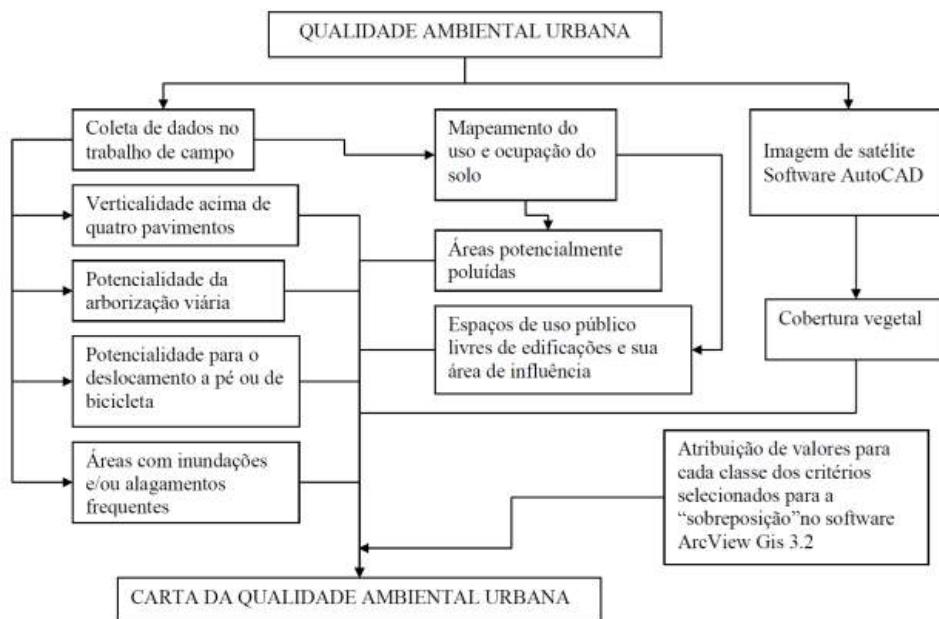 QUALIDADE AMBIENTAL URBANA
Coleta de dados no
trabalho de campo
Mapeamento do
uso e ocupação do
solo
Imagem de satélite
Software AutoCAD
Verticalidade acima de
quatro pavimentos
Áreas potencialmente
poluídas
Potencialidade da
arborização viária
Cobertura vegetal
Espaços de uso público
livres de edificações e sua
área de influência
Potencialidade para o
deslocamento a pé ou de
bicicleta
Áreas com inundações
e/ou alagamentos
frequentes
Atribuição de valores para
cada classe dos critérios
selecionados para a
“sobreposição”no software
ArcView Gis 3.2
CARTA DA QUALIDADE AMBIENTAL URBANA